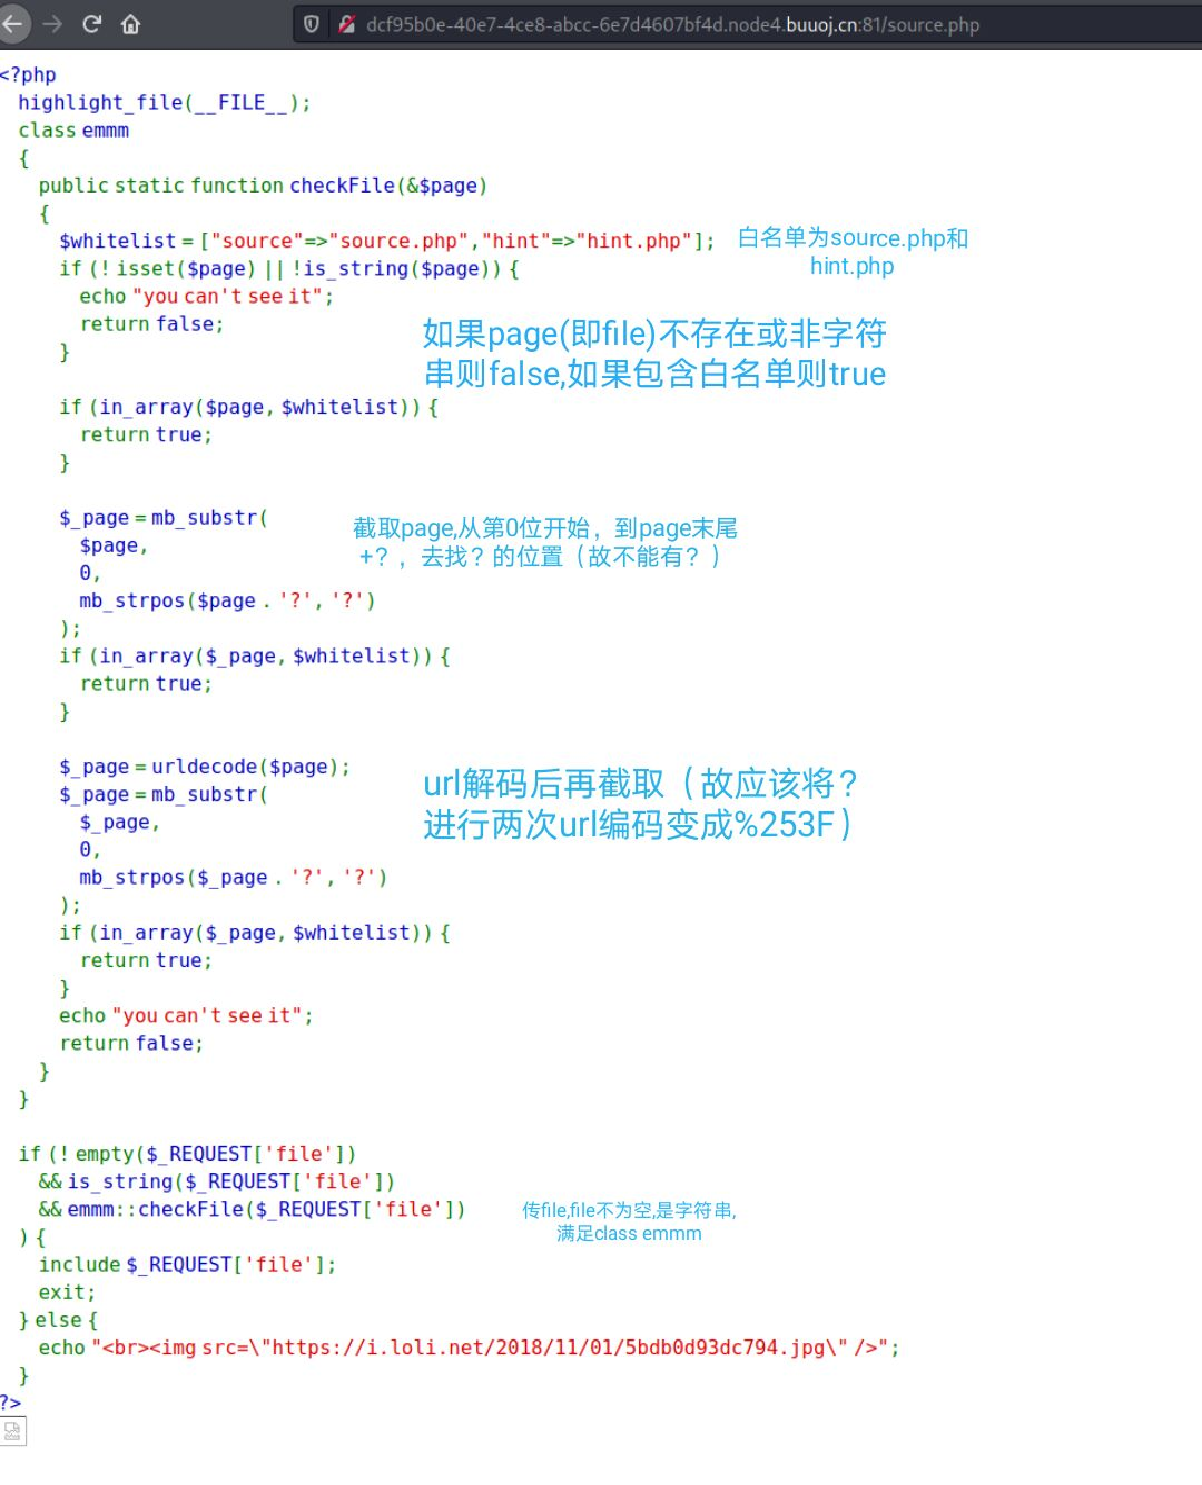 dcf95b0e-40e7-4ce8-abcc-6e7d4607bf4d.node4.buuoj.cn:81/source.php
<?php
highlight_file(__FILE__);
class emmm
{
public static function checkFile(&$page)
{
$whitelist = ["source"=>"source.php","hint"=>"hint.php"];
白名单为source.php和
hint.php
if (! isset($page) || !is_string($page)) {
echo "you can't see it";
return false;
}
如果page(即file)不存在或非字符
串则false,如果包含白名单则true
if (in_array($page, $whitelist)) {
return true;
}
$_page = mb_substr(
$page,
0,
mb_strpos($page . '?', '?')
);
截取page,从第0位开始，到page末尾
+？，去找？的位置（故不能有？）
if (in_array($_page, $whitelist)) {
return true;
}
$_page = urldecode($page);
$_page = mb_substr(
$_page,
0,
mb_strpos($_page . '?', '?')
);
url解码后再截取（故应该将？
进行两次url编码变成%253F）
if (in_array($_page, $whitelist)) {
return true;
}
echo "you can't see it";
return false;
}
}
if (! empty($_REQUEST['file'])
&& is_string($_REQUEST['file'])
&& emmm::checkFile($_REQUEST['file'])
) {
传file,file不为空,是字符串,
满足class emmm
include $_REQUEST['file'];
exit;
} else {
echo "<br><img src=\"https://i.loli.net/2018/11/01/5bdb0d93dc794.jpg\" />";
}
?>